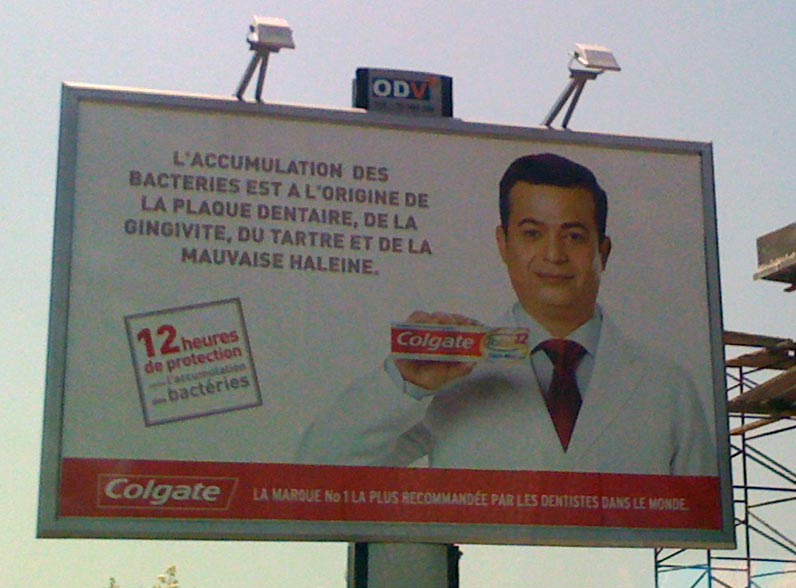 ODV
L'ACCUMULATION DES
BACTERIES EST A L'ORIGINE DE
LA PLAQUE DENTAIRE, DE LA
GINGIVITE, DU TARTRE ET DE LA
MAUVAISE HALEINE.
12 heures
de protection
l'accumulation
des bactéries
Colgate
12
Colgate
LA MARQUE No 1 LA PLUS RECOMMANDÉE PAR LES DENTISTES DANS LE MONDE.